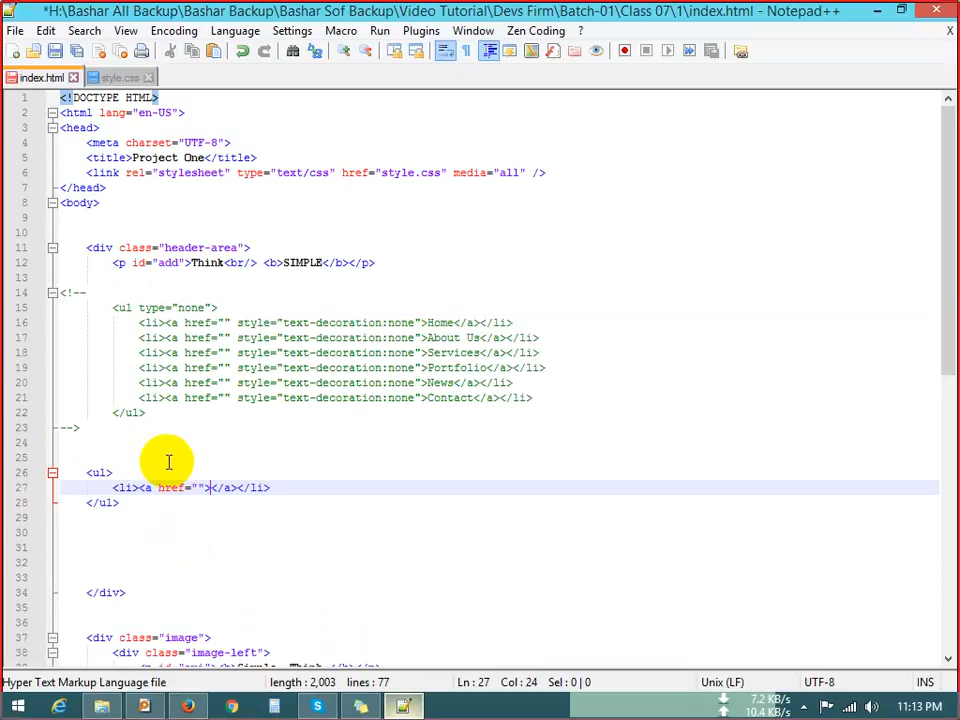 *H:\Bashar All Backup\Bashar Backup\Bashar Sof Backup\Video Tutorial\Devs Firm\Batch-01\Class 07\1\index.html - Notepad++
File Edit Search View Encoding Language Settings Macro Run Plugins Window Zen Coding ? X
index.html style.css
1 <!DOCTYPE HTML>
2 <html lang="en-US">
3 <head>
4 <meta charset="UTF-8">
5 <title>Project One</title>
6 <link rel="stylesheet" type="text/css" href="style.css" media="all" />
7 </head>
8 <body>
9
10
11 <div class="header-area">
12 <p id="add">Think<br/> <b>SIMPLE</b></p>
13
14 <!--
15 <ul type="none">
16 <li><a href="" style="text-decoration:none">Home</a></li>
17 <li><a href="" style="text-decoration:none">About Us</a></li>
18 <li><a href="" style="text-decoration:none">Services</a></li>
19 <li><a href="" style="text-decoration:none">Portfolio</a></li>
20 <li><a href="" style="text-decoration:none">News</a></li>
21 <li><a href="" style="text-decoration:none">Contact</a></li>
22 </ul>
23 -->
24
25
26 <ul>
27 <li><a href=""></a></li>
28 </ul>
29
30
31
32
33
34 </div>
35
36
37 <div class="image">
38 <div class="image-left">
Hyper Text Markup Language file length : 2,003 lines : 77 Ln : 27 Col : 24 Sel : 0 | 0 Unix (LF) UTF-8 INS
7.2 KB/s
10.4 KB/s
11:13 PM